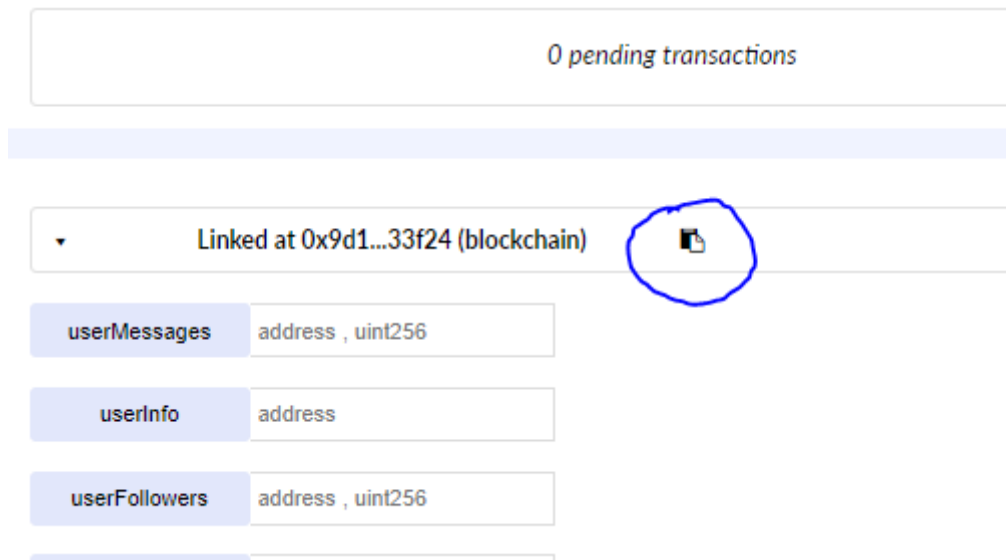 0 pending transactions
Linked at 0x9d1...33f24 (blockchain)
userMessages address , uint256
userInfo address
userFollowers address , uint256